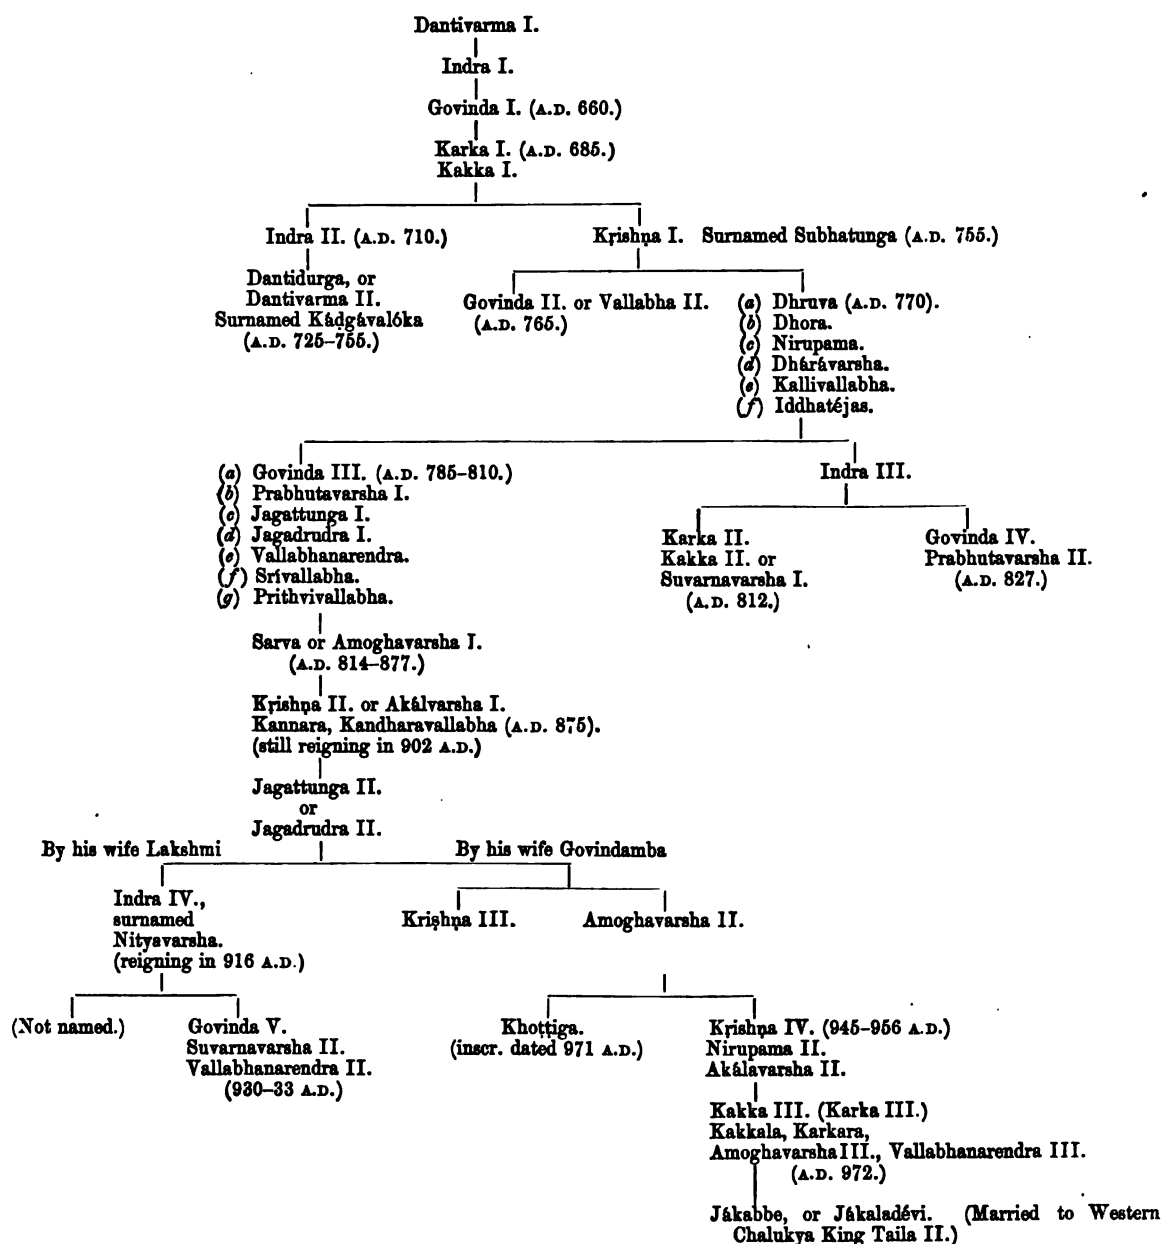 Dantivarma I.
Indra I.
Govinda I. (A.D. 660.)
Karka I. (A.D. 685.)
Kakka I.
Indra II. (A.D. 710.)
Kṛishṇa I. Surnamed Subhatunga (A.D. 755.)
Dantidurga, or
Dantivarma II.
Surnamed Káḍgávalóka
(A.D. 725–755.)
Govinda II. or Vallabha II.
(A.D. 765.)
(a) Dhruva (A.D. 770).
(b) Dhora.
(c) Nirupama.
(d) Dhárávarsha.
(e) Kallivallabha.
(f) Iddhatéjas.
(a) Govinda III. (A.D. 785–810.)
(b) Prabhutavarsha I.
(c) Jagattunga I.
(d) Jagadrudra I.
(e) Vallabhanarendra.
(f) Srívallabha.
(g) Prithvivallabha.
Indra III.
Karka II.
Kakka II. or
Suvarnavarsha I.
(A.D. 812.)
Govinda IV.
Prabhutavarsha II.
(A.D. 827.)
Sarva or Amoghavarsha I.
(A.D. 814–877.)
Kṛishṇa II. or Akálvarsha I.
Kannara, Kandharavallabha (A.D. 875).
(still reigning in 902 A.D.)
Jagattunga II.
or
Jagadrudra II.
By his wife Lakshmi
By his wife Govindamba
Indra IV.,
surnamed
Nityavarsha.
(reigning in 916 A.D.)
Kṛishṇa III.
Amoghavarsha II.
(Not named.)
Govinda V.
Suvarnavarsha II.
Vallabhanarendra II.
(930–33 A.D.)
Khoṭṭiga.
(inscr. dated 971 A.D.)
Kṛishṇa IV. (945–956 A.D.)
Nirupama II.
Akálavarsha II.
Kakka III. (Karka III.)
Kakkala, Karkara,
Amoghavarsha III., Vallabhanarendra III.
(A.D. 972.)
Jákabbe, or Jákaladévi. (Married to Western
Chalukya King Taila II.)